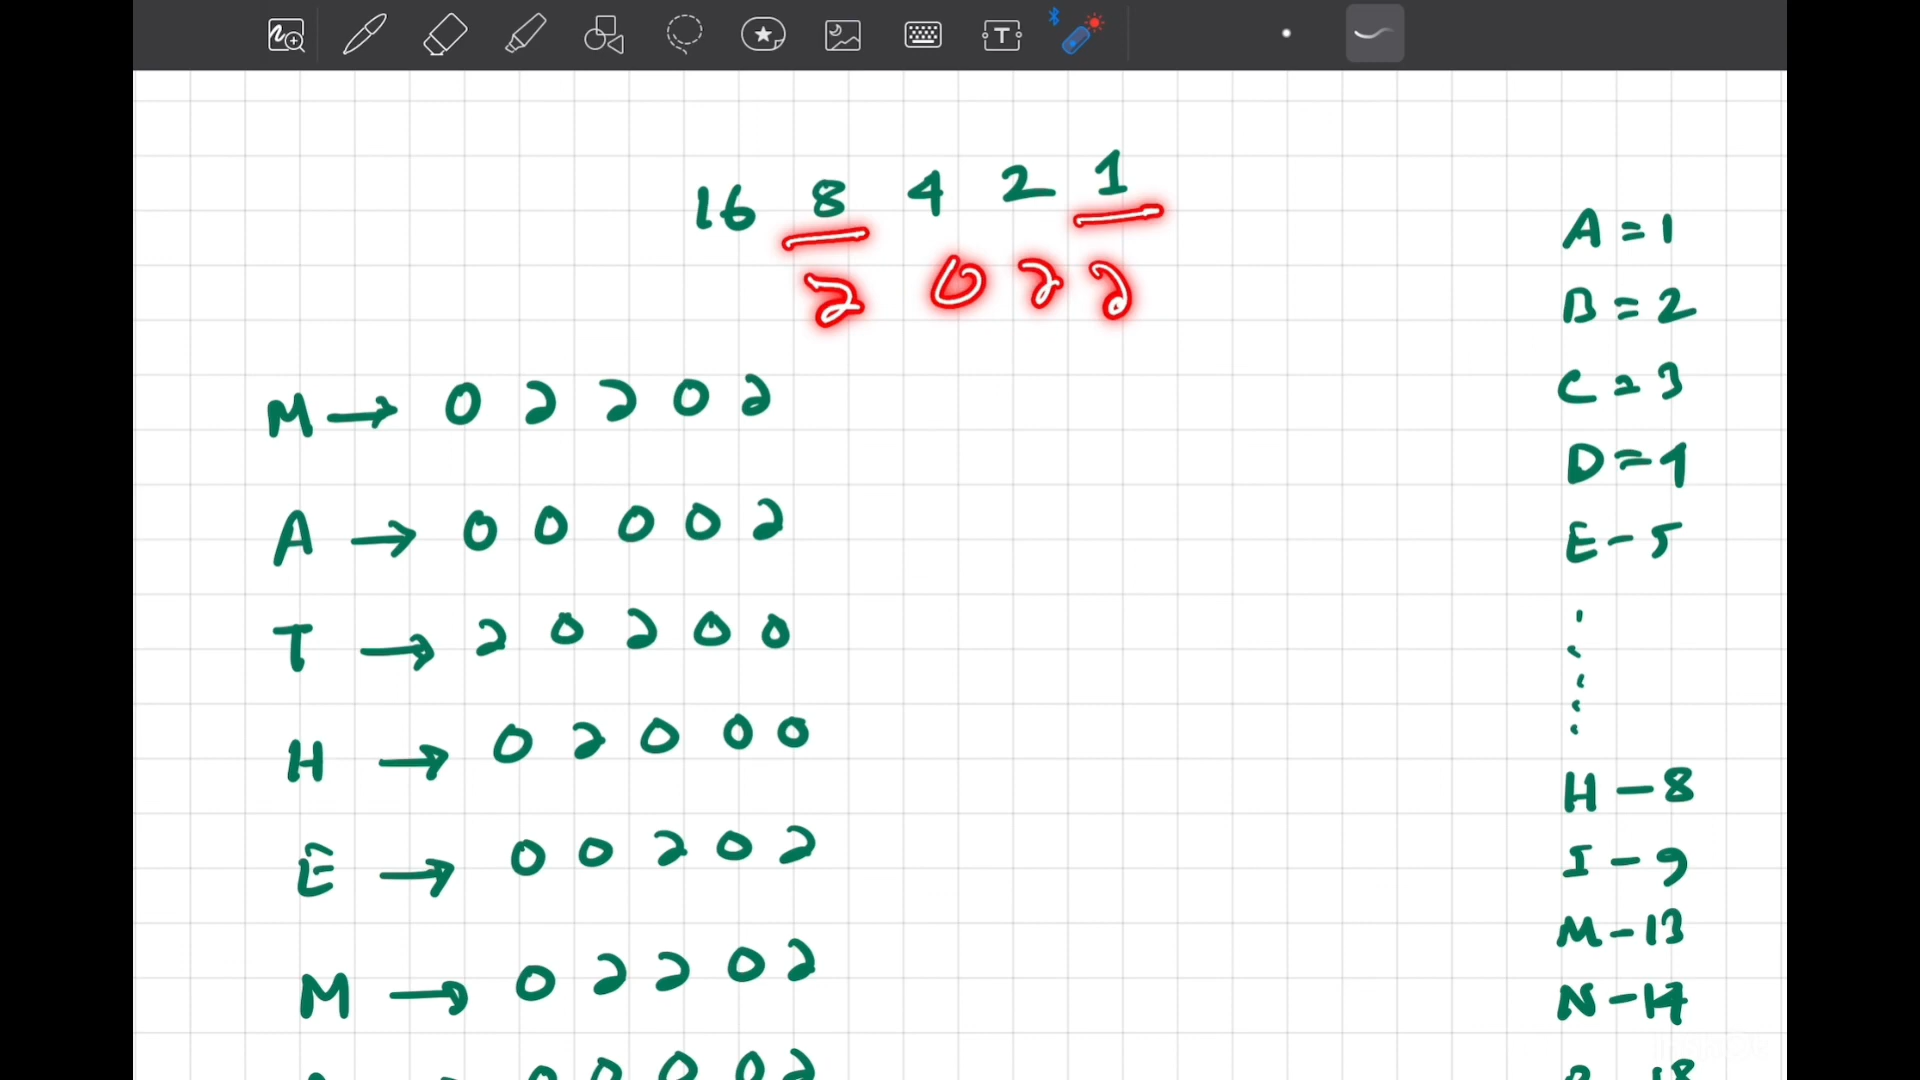 16 8 4 2 1
2 0 2 2
M → 0 2 2 0 2
A → 0 0 0 0 2
T → 2 0 2 0 0
H → 0 2 0 0 0
E → 0 0 2 0 2
M → 0 2 2 0 2
A = 1
B = 2
C = 3
D = 4
E - 5
H - 8
I - 9
M - 13
N - 14